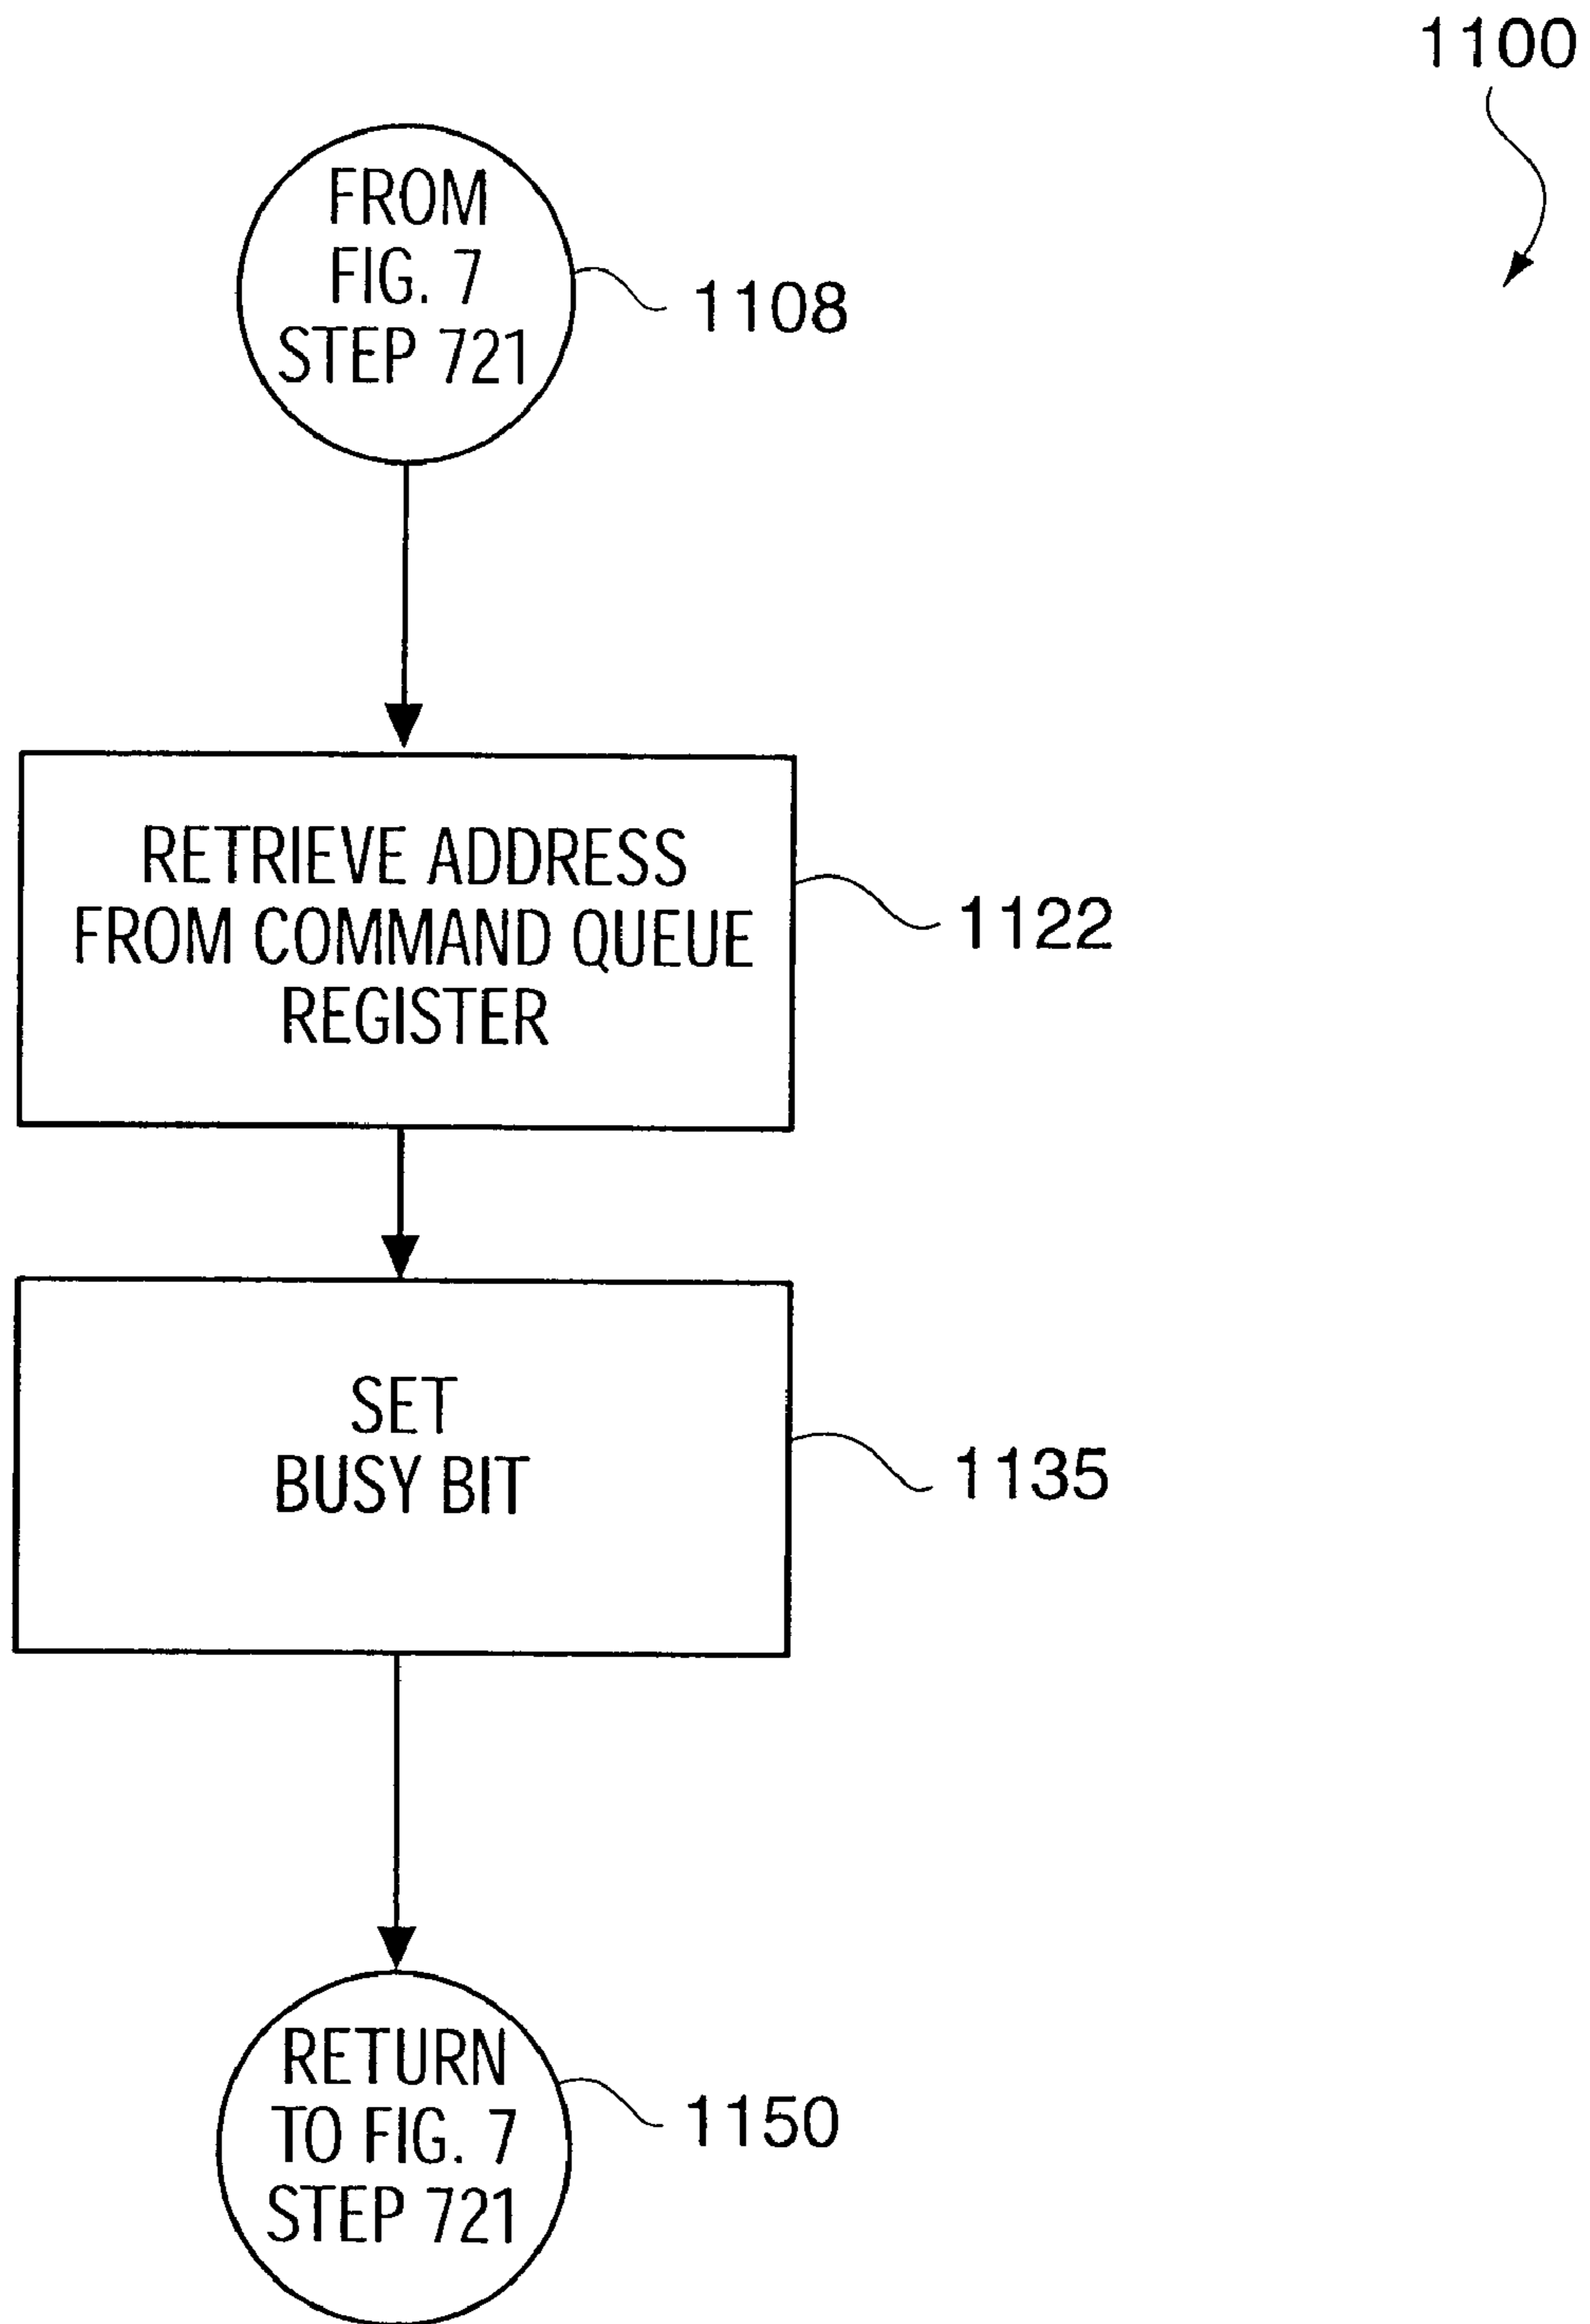 1100
FROM
FIG. 7
STEP 721
1108
RETRIEVE ADDRESS
FROM COMMAND QUEUE
REGISTER
1122
SET
BUSY BIT
1135
RETURN
TO FIG. 7
STEP 721
1150